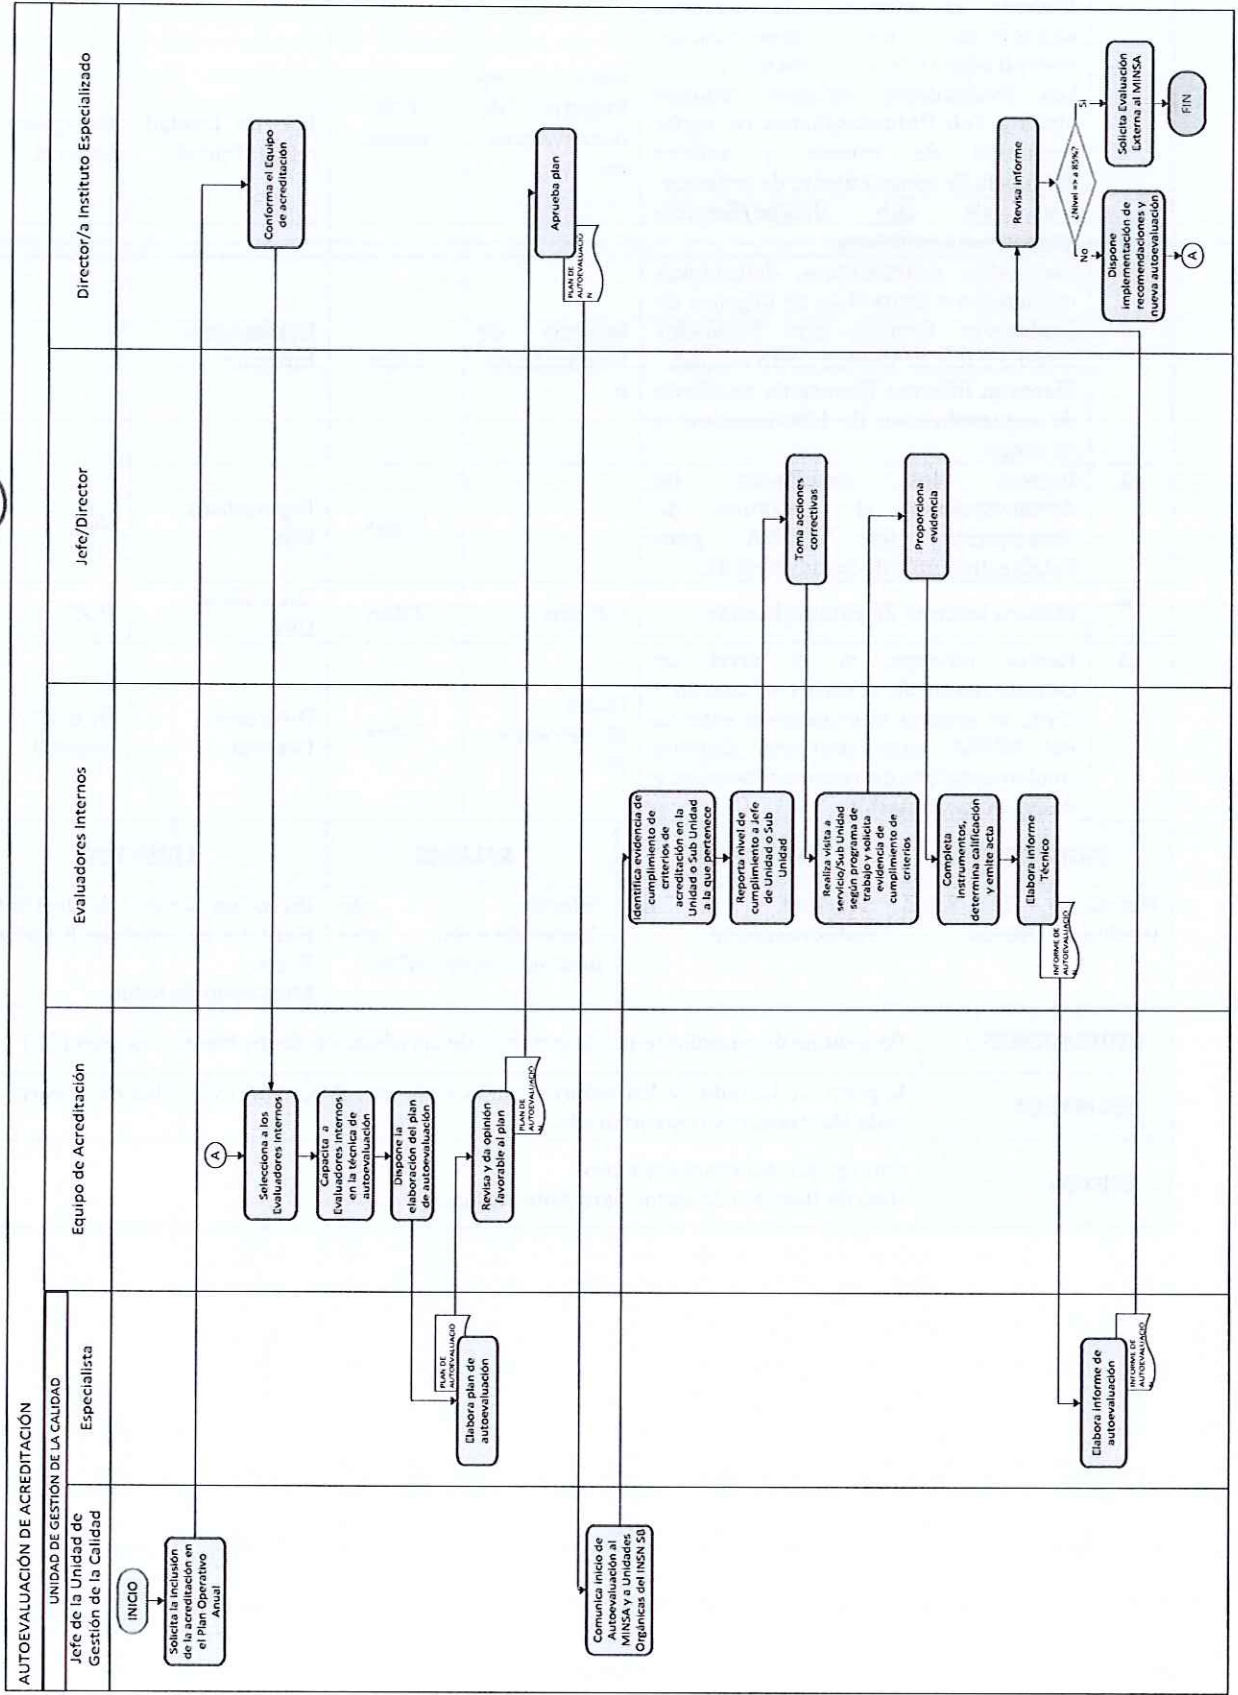 AUTOEVALUACIÓN DE ACREDITACIÓN
UNIDAD DE GESTIÓN DE LA CALIDAD
Jefe de la Unidad de
Gestión de la Calidad
Especialista
Equipo de Acreditación
Evaluadores Internos
Jefe/Director
Director/a Instituto Especializado
INICIO
Solicita la inclusión
de la acreditación en
el Plan Operativo
Anual
Conforma el Equipo
de acreditación
A
Selecciona a los
Evaluadores internos
Capacita a
Evaluadores internos
en la técnica de
autoevaluación
Dispone la
elaboración del plan
de autoevaluación
PLAN DE
AUTOEVALUACIO
Elabora plan de
autoevaluación
Revisa y da opinión
favorable al plan
PLAN DE
AUTOEVALUACIO
N
Aprueba plan
PLAN DE
AUTOEVALUACIO
N
Comunica inicio de
Autoevaluación al
MINSA y a Unidades
Orgánicas del INSN SB
Identifica evidencia de
cumplimiento de
criterios de
acreditación en la
Unidad o Sub Unidad
a la que pertenece
Reporta nivel de
cumplimiento a Jefe
de Unidad o Sub
Unidad
Toma acciones
correctivas
Realiza visita a
servicio/Sub Unidad
según programa de
trabajo y solicita
evidencia de
cumplimiento de
criterios
Proporciona
evidencia
Completa
instrumentos,
determina calificación
y emite acta
Elabora informe
Técnico
INFORME DE
AUTOEVALUACIO
N
Elabora informe de
autoevaluación
INFORME DE
AUTOEVALUACIO
N
Revisa informe
¿Nivel => a 85%?
No
Si
Dispone
implementación de
recomendaciones y
nueva autoevaluación
A
Solicita Evaluación
Externa al MINSA
FIN